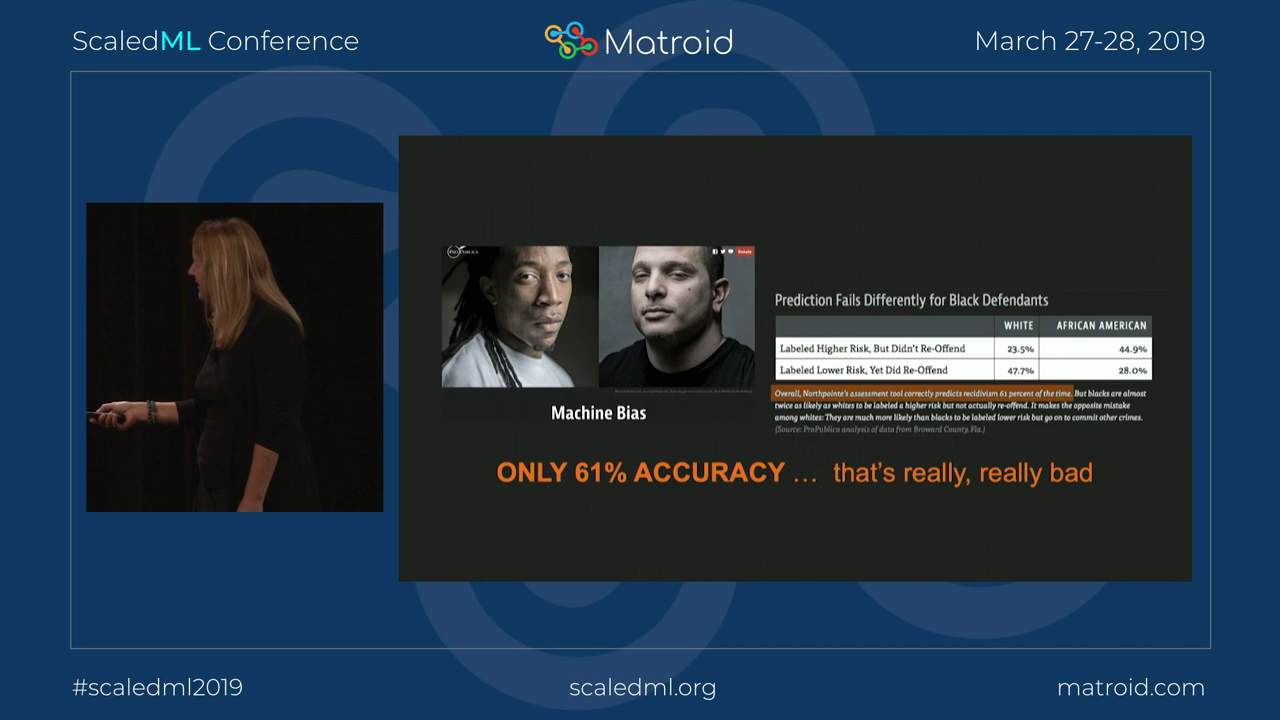 ScaledML Conference
Matroid
March 27-28, 2019
PROPUBLICA
Donate
Machine Bias
Prediction Fails Differently for Black Defendants
WHITE AFRICAN AMERICAN
Labeled Higher Risk, But Didn't Re-Offend 23.5% 44.9%
Labeled Lower Risk, Yet Did Re-Offend 47.7% 28.0%
Overall, Northpointe's assessment tool correctly predicts recidivism 61 percent of the time. But blacks are almost
twice as likely as whites to be labeled a higher risk but not actually re-offend. It makes the opposite mistake
among whites: They are much more likely than blacks to be labeled lower risk but go on to commit other crimes.
(Source: ProPublica analysis of data from Broward County, Fla.)
ONLY 61% ACCURACY … that's really, really bad
#scaledml2019
scaledml.org
matroid.com